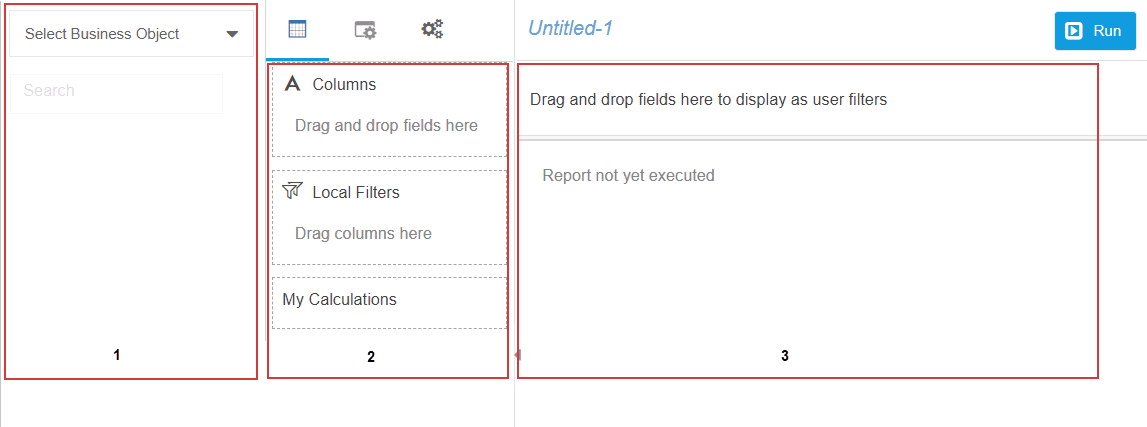 Select Business Object
Search
1
Columns
Drag and drop fields here
Local Filters
Drag columns here
My Calculations
2
Untitled-1
Run
Drag and drop fields here to display as user filters
Report not yet executed
3